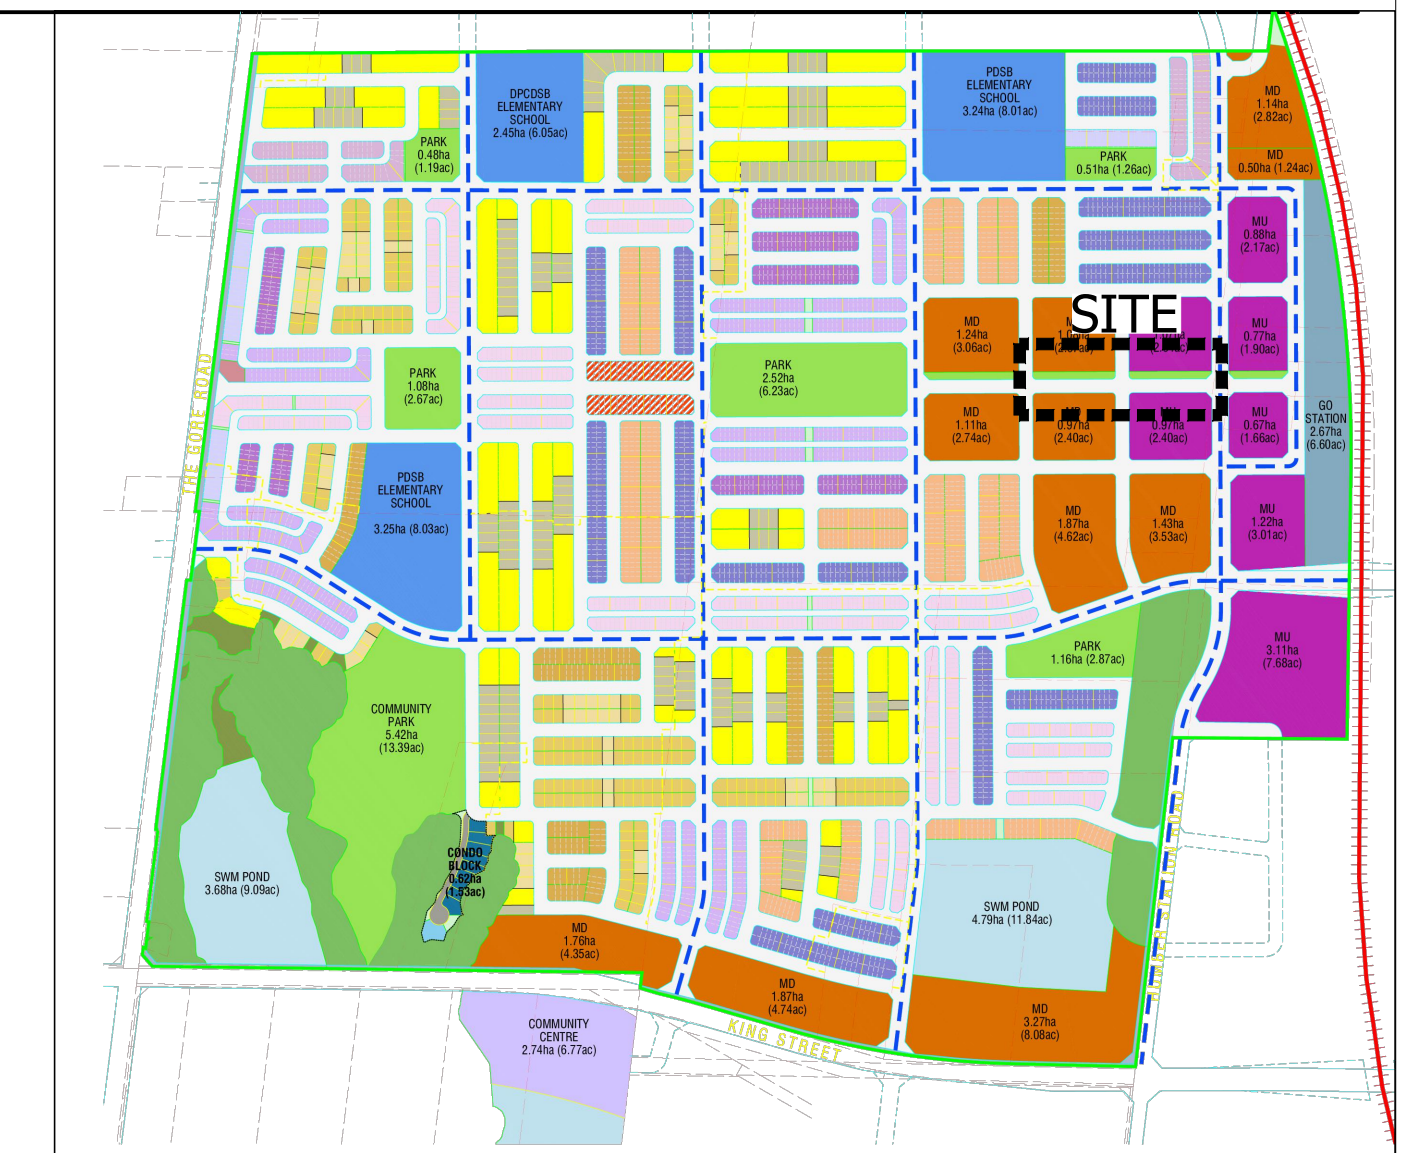 DPCDSB
ELEMENTARY
SCHOOL
2.45ha (6.05ac)
PDSB
ELEMENTARY
SCHOOL
3.24ha (8.01ac)
MD
1.14ha
(2.82ac)
PARK
0.48ha
(1.19ac)
PARK
0.51ha (1.26ac)
MD
0.50ha (1.24ac)
MU
0.88ha
(2.17ac)
SITE
MD
1.24ha
(3.06ac)
MU
0.77ha
(1.90ac)
PARK
1.08ha
(2.67ac)
PARK
2.52ha
(6.23ac)
THE GORE ROAD
MD
1.11ha
(2.74ac)
MD
0.97ha
(2.40ac)
MU
0.97ha
(2.40ac)
MU
0.67ha
(1.66ac)
GO
STATION
2.67ha
(6.60ac)
PDSB
ELEMENTARY
SCHOOL
3.25ha (8.03ac)
MD
1.87ha
(4.62ac)
MD
1.43ha
(3.53ac)
MU
1.22ha
(3.01ac)
PARK
1.16ha (2.87ac)
MU
3.11ha
(7.68ac)
COMMUNITY
PARK
5.42ha
(13.39ac)
HUMBER STATION ROAD
CONDO
BLOCK
0.62ha
(1.53ac)
SWM POND
3.68ha (9.09ac)
SWM POND
4.79ha (11.84ac)
MD
1.76ha
(4.35ac)
MD
1.87ha
(4.74ac)
MD
3.27ha
(8.08ac)
KING STREET
COMMUNITY
CENTRE
2.74ha (6.77ac)